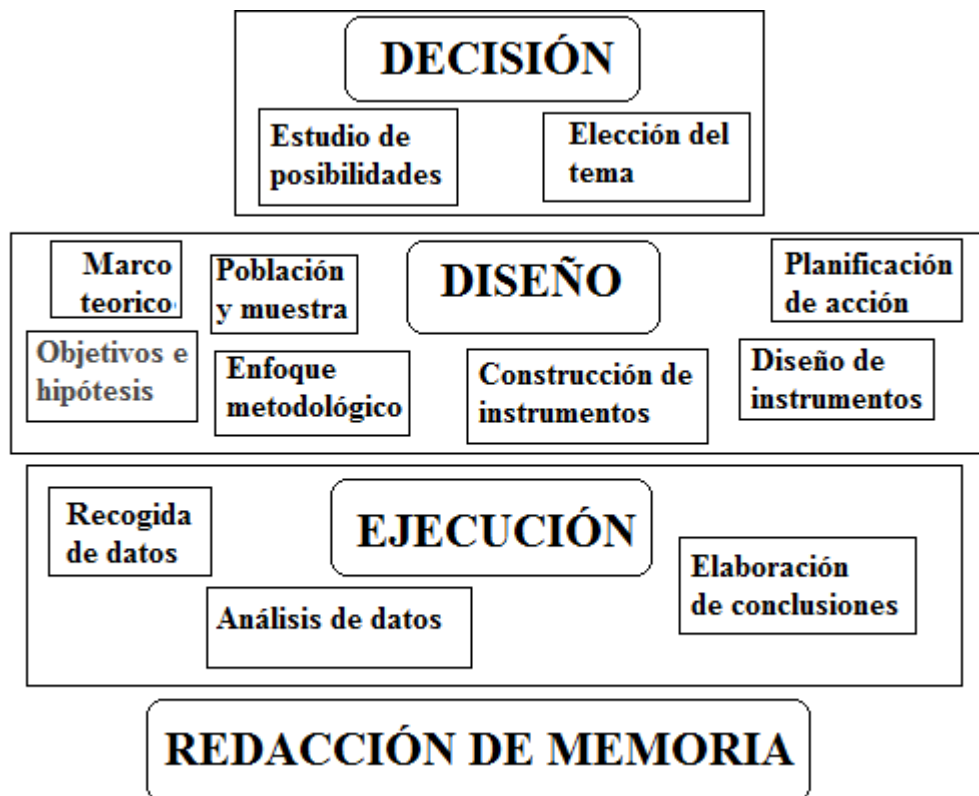 DECISIÓN
Estudio de
posibilidades
Elección del
tema
Marco
teorico
Población
y muestra
DISEÑO
Planificación
de acción
Objetivos e
hipótesis
Enfoque
metodológico
Construcción de
instrumentos
Diseño de
instrumentos
Recogida
de datos
EJECUCIÓN
Elaboración
de conclusiones
Análisis de datos
REDACCIÓN DE MEMORIA